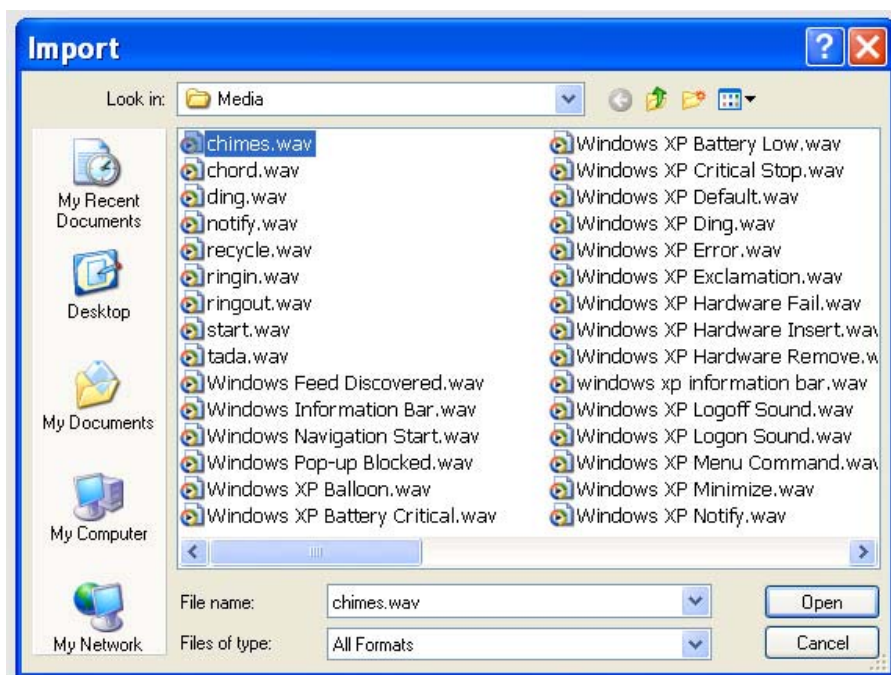 Import
Look in:
Media
My Recent
Documents
Desktop
My Documents
My Computer
My Network
chimes.wav
chord.wav
ding.wav
notify.wav
recycle.wav
ringin.wav
ringout.wav
start.wav
tada.wav
Windows Feed Discovered.wav
Windows Information Bar.wav
Windows Navigation Start.wav
Windows Pop-up Blocked.wav
Windows XP Balloon.wav
Windows XP Battery Critical.wav
Windows XP Battery Low.wav
Windows XP Critical Stop.wav
Windows XP Default.wav
Windows XP Ding.wav
Windows XP Error.wav
Windows XP Exclamation.wav
Windows XP Hardware Fail.wav
Windows XP Hardware Insert.wav
Windows XP Hardware Remove.w
windows xp information bar.wav
Windows XP Logoff Sound.wav
Windows XP Logon Sound.wav
Windows XP Menu Command.wav
Windows XP Minimize.wav
Windows XP Notify.wav
File name:
chimes.wav
Open
Files of type:
All Formats
Cancel